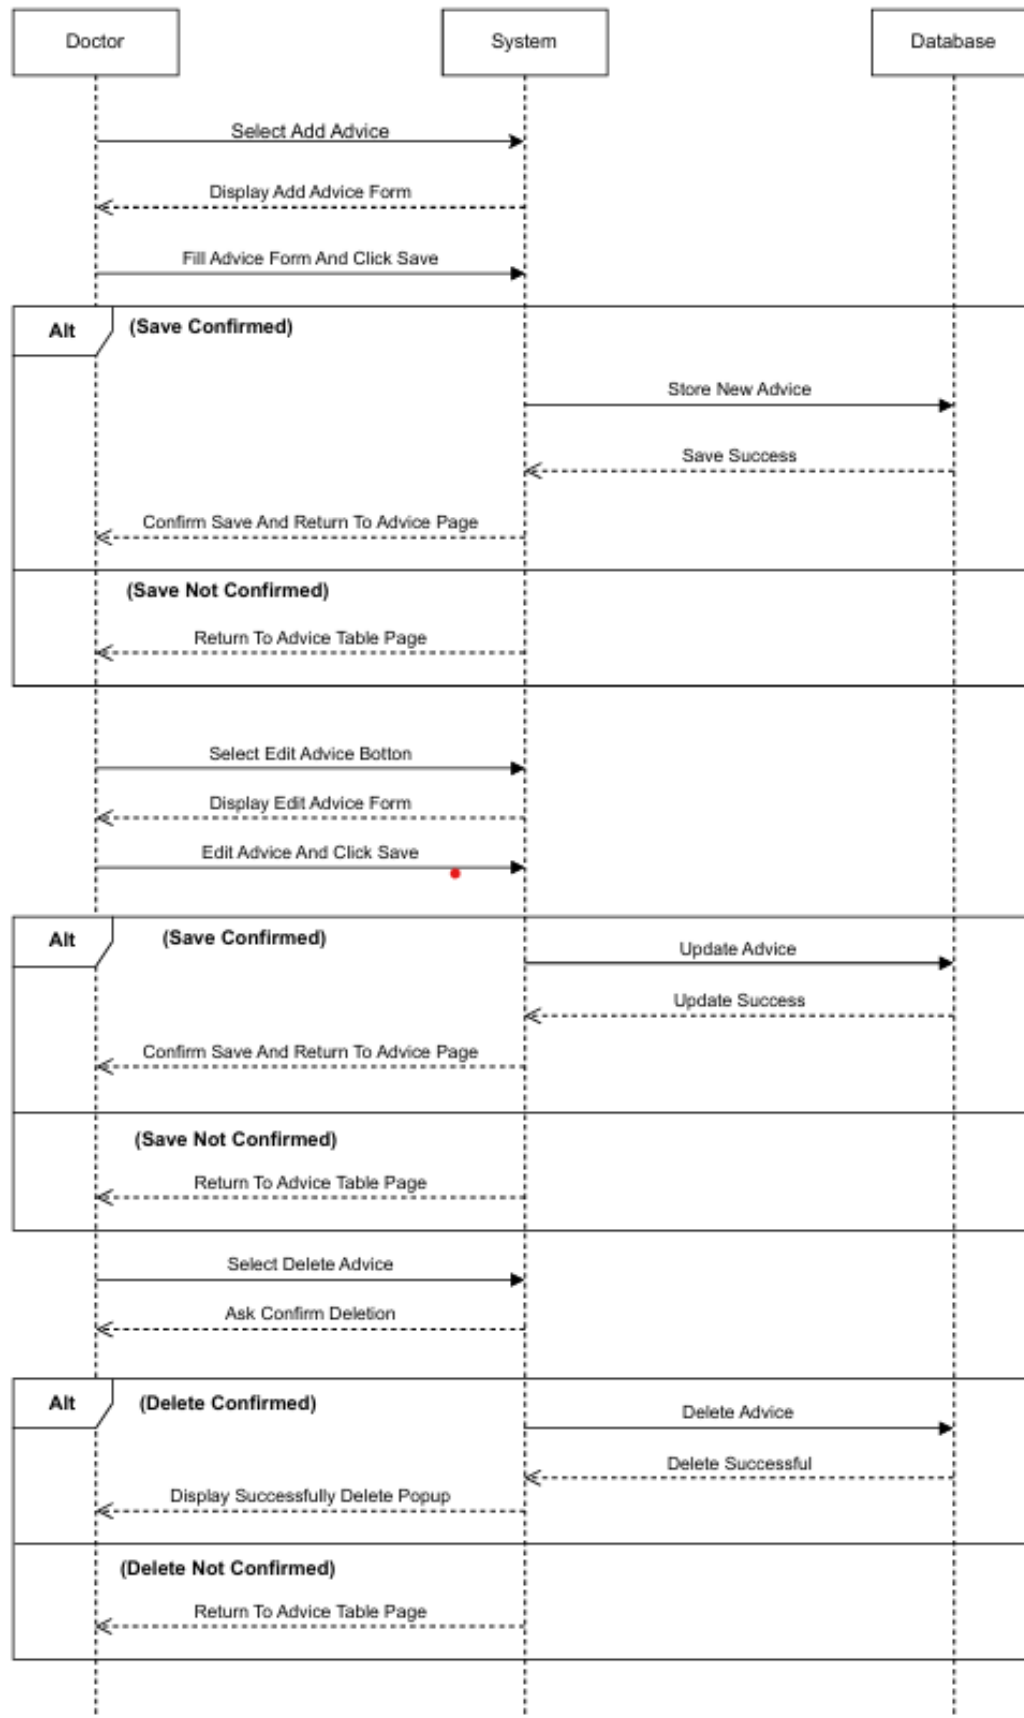 Doctor
System
Database
Select Add Advice
Display Add Advice Form
Fill Advice Form And Click Save
Alt
(Save Confirmed)
Store New Advice
Save Success
Confirm Save And Return To Advice Page
(Save Not Confirmed)
Return To Advice Table Page
Select Edit Advice Botton
Display Edit Advice Form
Edit Advice And Click Save
Alt
(Save Confirmed)
Update Advice
Update Success
Confirm Save And Return To Advice Page
(Save Not Confirmed)
Return To Advice Table Page
Select Delete Advice
Ask Confirm Deletion
Alt
(Delete Confirmed)
Delete Advice
Delete Successful
Display Successfully Delete Popup
(Delete Not Confirmed)
Return To Advice Table Page